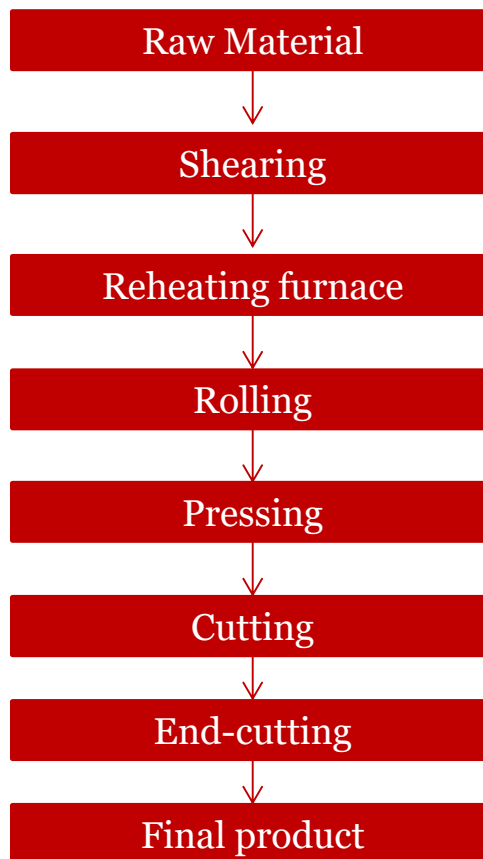 Raw Material
Shearing
Reheating furnace
Rolling
Pressing
Cutting
End-cutting
Final product